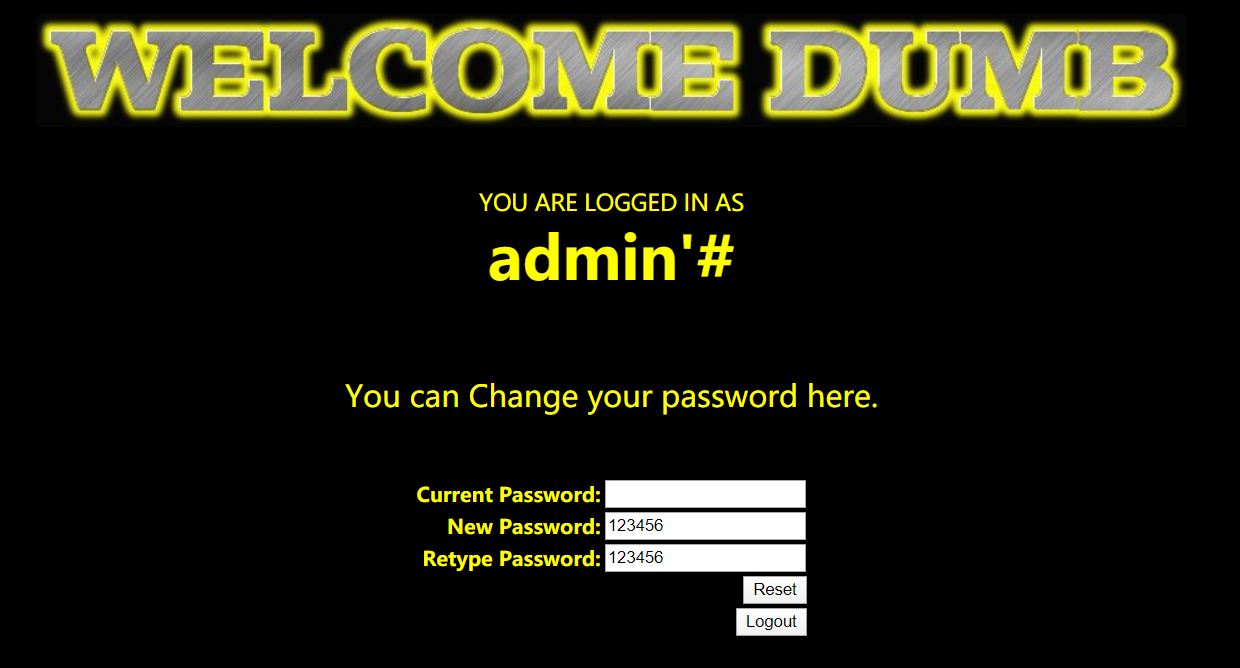 WELCOME DUMB
YOU ARE LOGGED IN AS
admin'#
You can Change your password here.
Current Password:
New Password: 123456
Retype Password: 123456
Reset
Logout